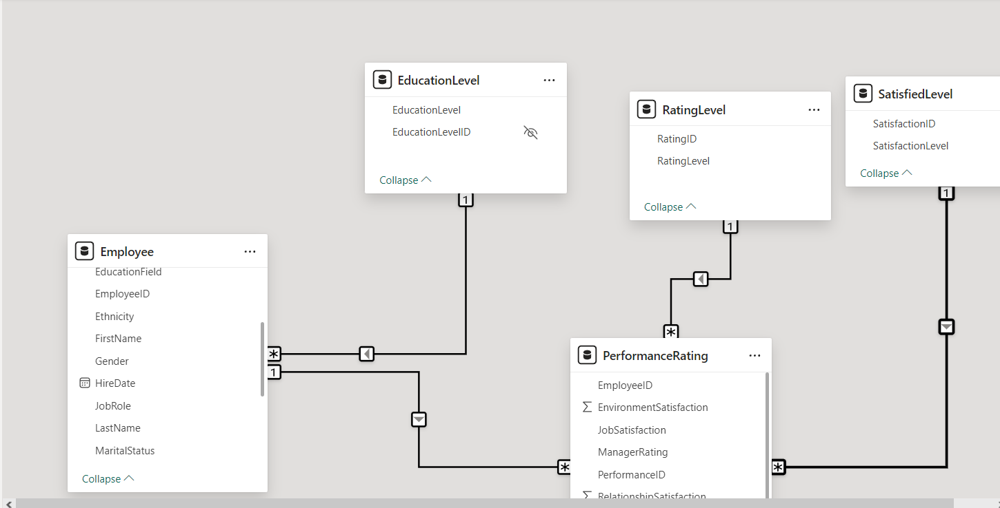 EducationLevel
EducationLevel
EducationLevelID
Collapse
RatingLevel
RatingID
RatingLevel
Collapse
SatisfiedLevel
SatisfactionID
SatisfactionLevel
Collapse
1
1
1
Employee
EducationField
EmployeeID
Ethnicity
FirstName
Gender
HireDate
JobRole
LastName
MaritalStatus
Collapse
*
1
*
PerformanceRating
EmployeeID
Σ EnvironmentSatisfaction
JobSatisfaction
ManagerRating
PerformanceID
Σ RelationshipSatisfaction
*
*